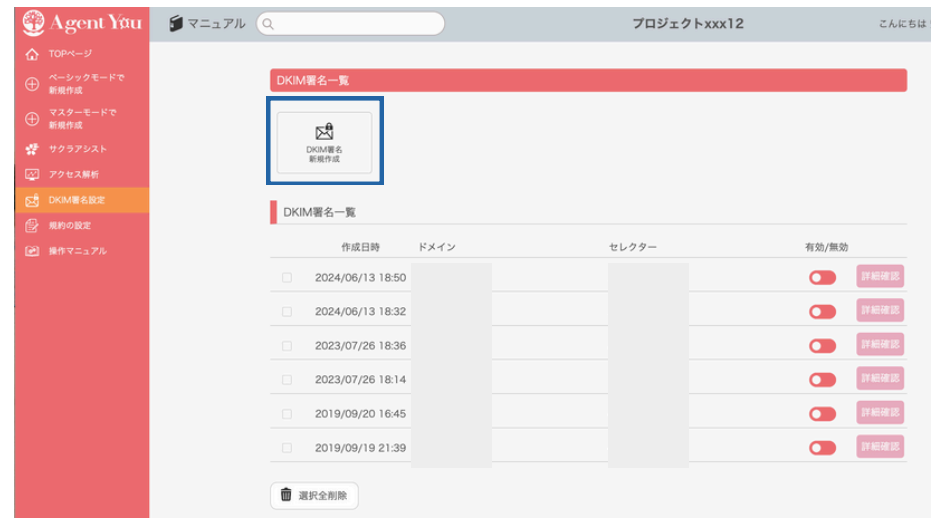 Agent You
マニュアル
プロジェクトxxx12
こんにちは
TOPページ
ベーシックモードで
新規作成
マスターモードで
新規作成
サクラアシスト
アクセス解析
DKIM署名設定
規約の設定
操作マニュアル
DKIM署名一覧
DKIM署名
新規作成
DKIM署名一覧
作成日時 ドメイン セレクター 有効/無効
2024/06/13 18:50 詳細確認
2024/06/13 18:32 詳細確認
2023/07/26 18:36 詳細確認
2023/07/26 18:14 詳細確認
2019/09/20 16:45 詳細確認
2019/09/19 21:39 詳細確認
選択全削除